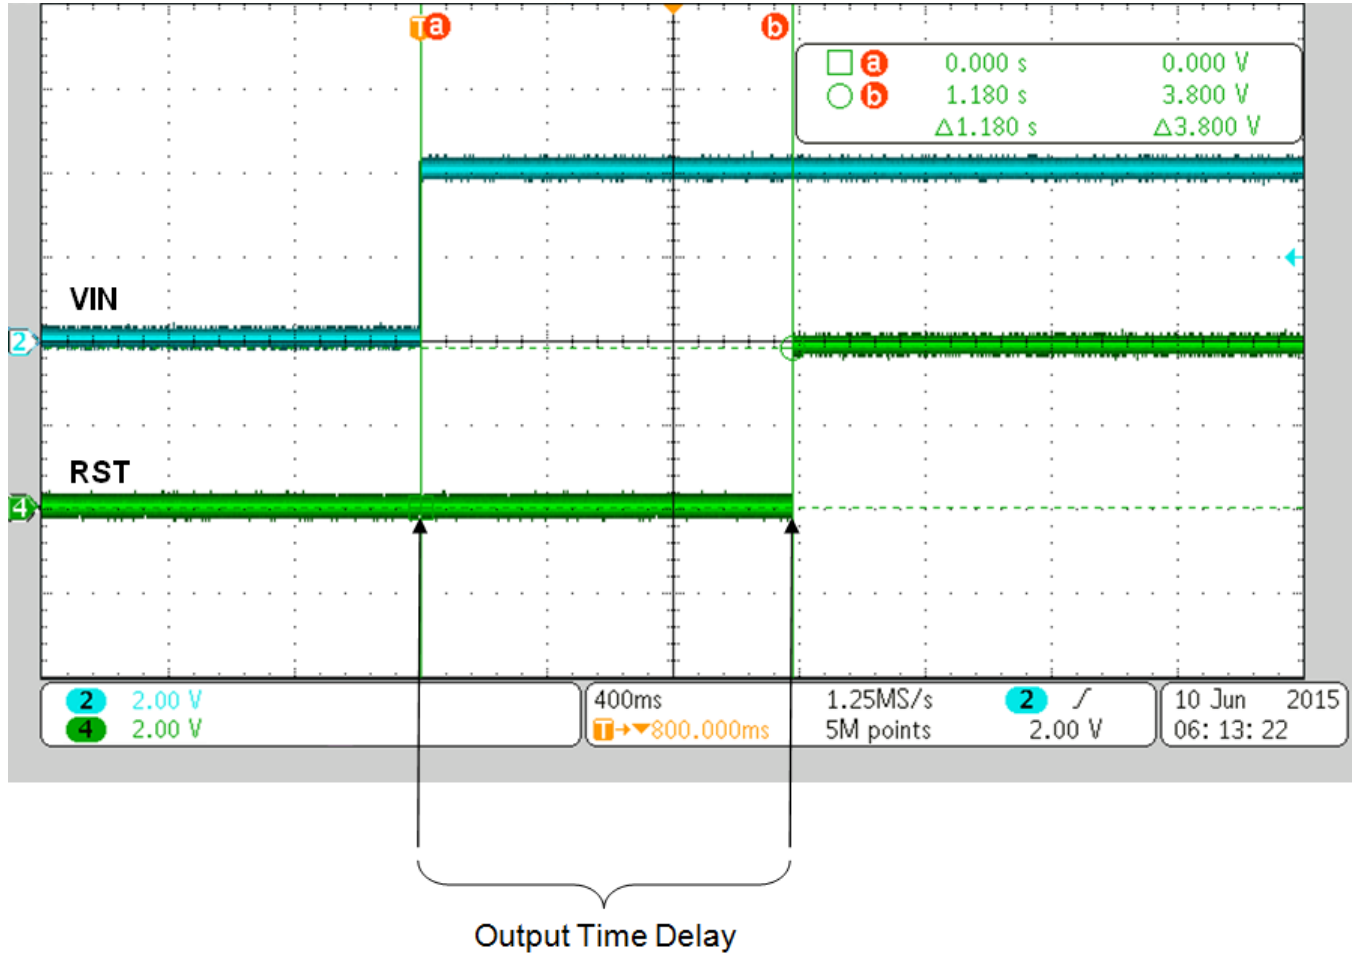 T a b
a 0.000 s 0.000 V
b 1.180 s 3.800 V
△1.180 s △3.800 V
VIN
2
RST
4
2 2.00 V 400ms 1.25MS/s 2 10 Jun 2015
4 2.00 V T→▼800.000ms 5M points 2.00 V 06: 13: 22
Output Time Delay